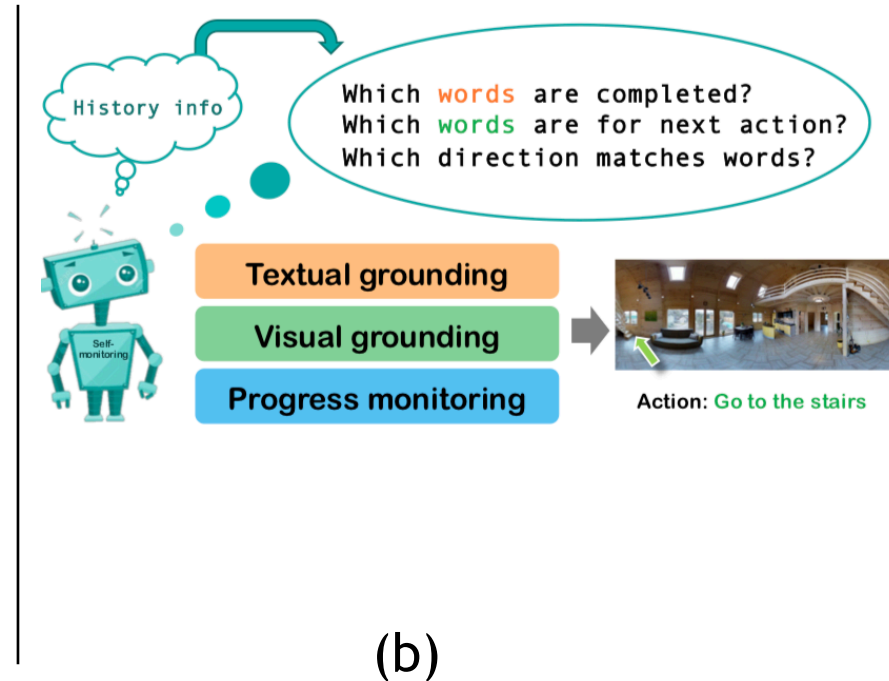 History info
Which words are completed?
Which words are for next action?
Which direction matches words?
Self-
monitoring
Textual grounding
Visual grounding
Progress monitoring
Action: Go to the stairs
(b)